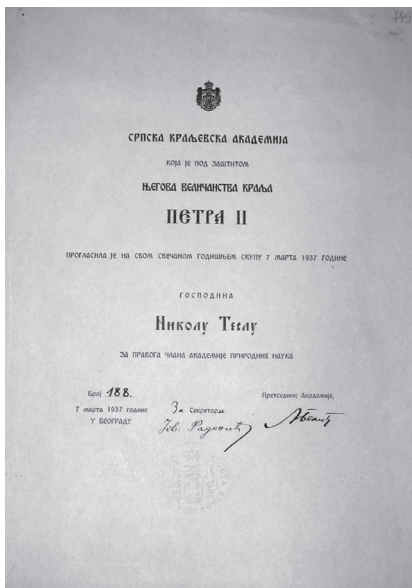 СРПСКА КРАЉЕВСКА АКАДЕМИЈА
КОЈА ЈЕ ПОД ЗАШТИТОМ
ЊЕГОВА ВЕЛИЧАНСТВА КРАЉА
ПЕТРА II
ПРОГЛАСИЛА ЈЕ НА СВОМ СВЕЧАНОМ ГОДИШЊЕМ СКУПУ 7 МАРТА 1937 ГОДИНЕ
ГОСПОДИНА
Николу Теслу
ЗА ПРАВОГА ЧЛАНА АКАДЕМИЈЕ ПРИРОДНИХ НАУКА
Број 188.
7 марта 1937 године
У БЕОГРАДУ
За Секретара
Јов. Радонић
Претседник Академије,
А Белић